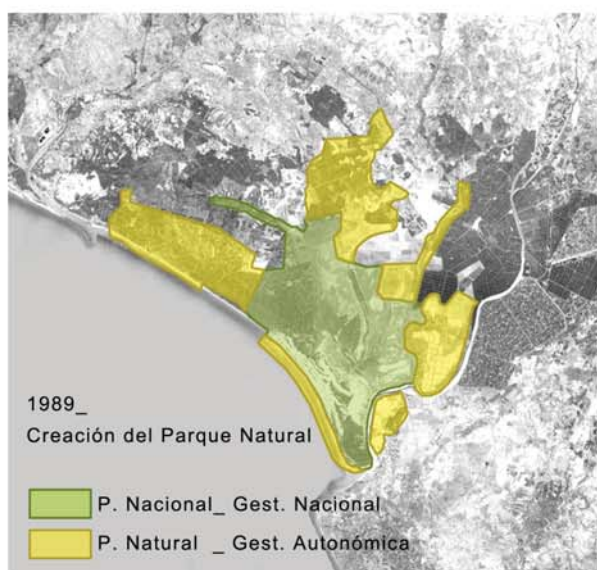 1989_
Creación del Parque Natural
P. Nacional_ Gest. Nacional
P. Natural _ Gest. Autonómica